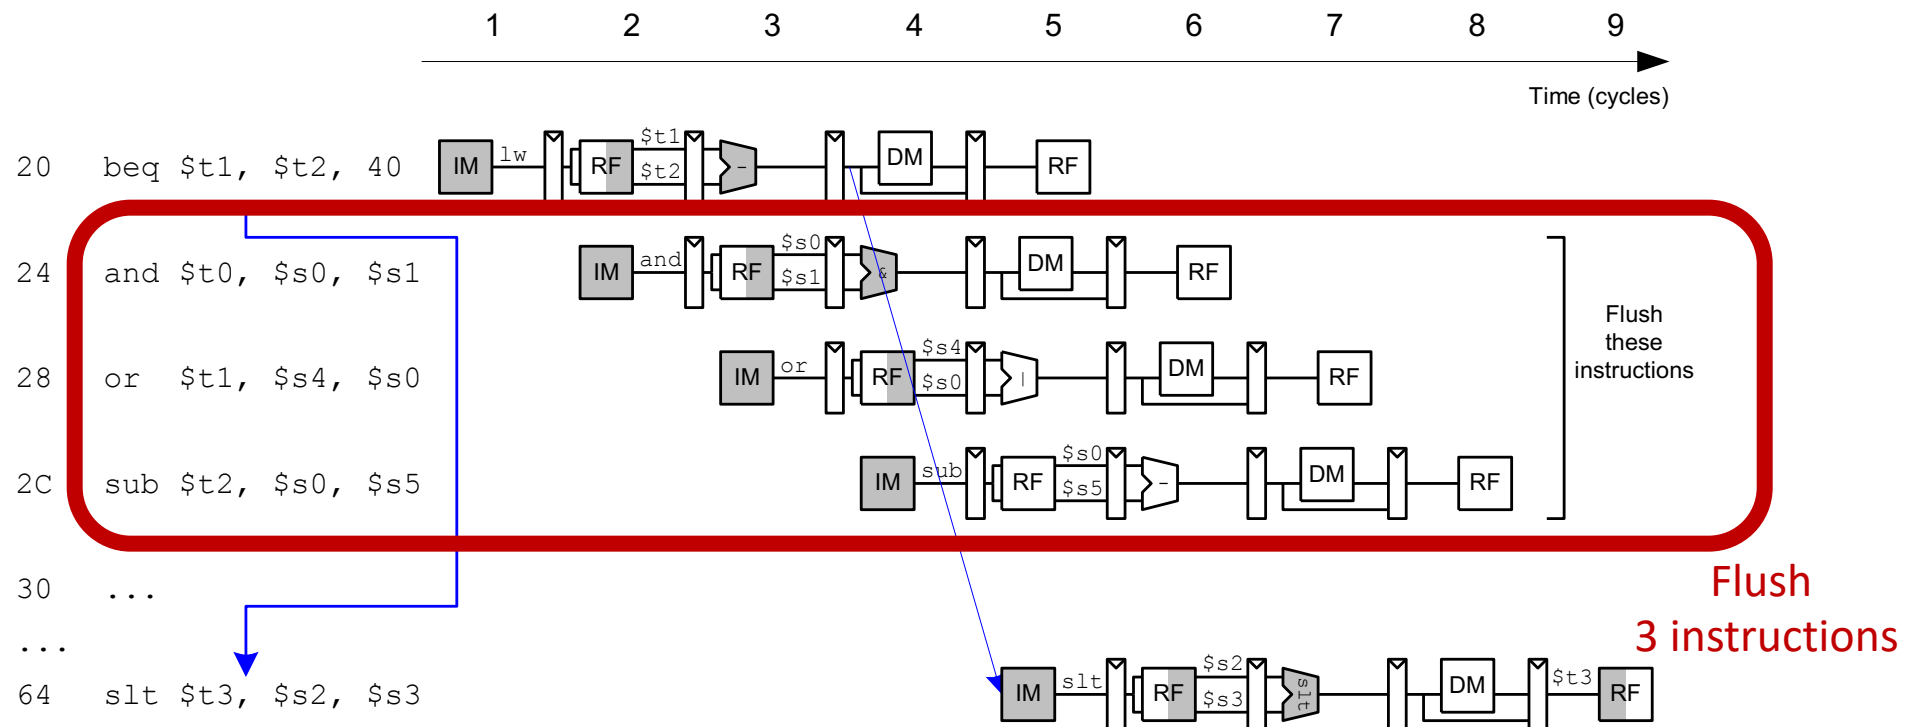 1 2 3 4 5 6 7 8 9
Time (cycles)
20 beq $t1, $t2, 40 IM lw RF $t1 $t2 - DM RF
24 and $t0, $s0, $s1 IM and RF $s0 $s1 & DM RF
28 or $t1, $s4, $s0 IM or RF $s4 $s0 | DM RF
2C sub $t2, $s0, $s5 IM sub RF $s0 $s5 - DM RF
Flush
these
instructions
30 ...
...
64 slt $t3, $s2, $s3 IM slt RF $s2 $s3 slt DM $t3 RF
Flush
3 instructions